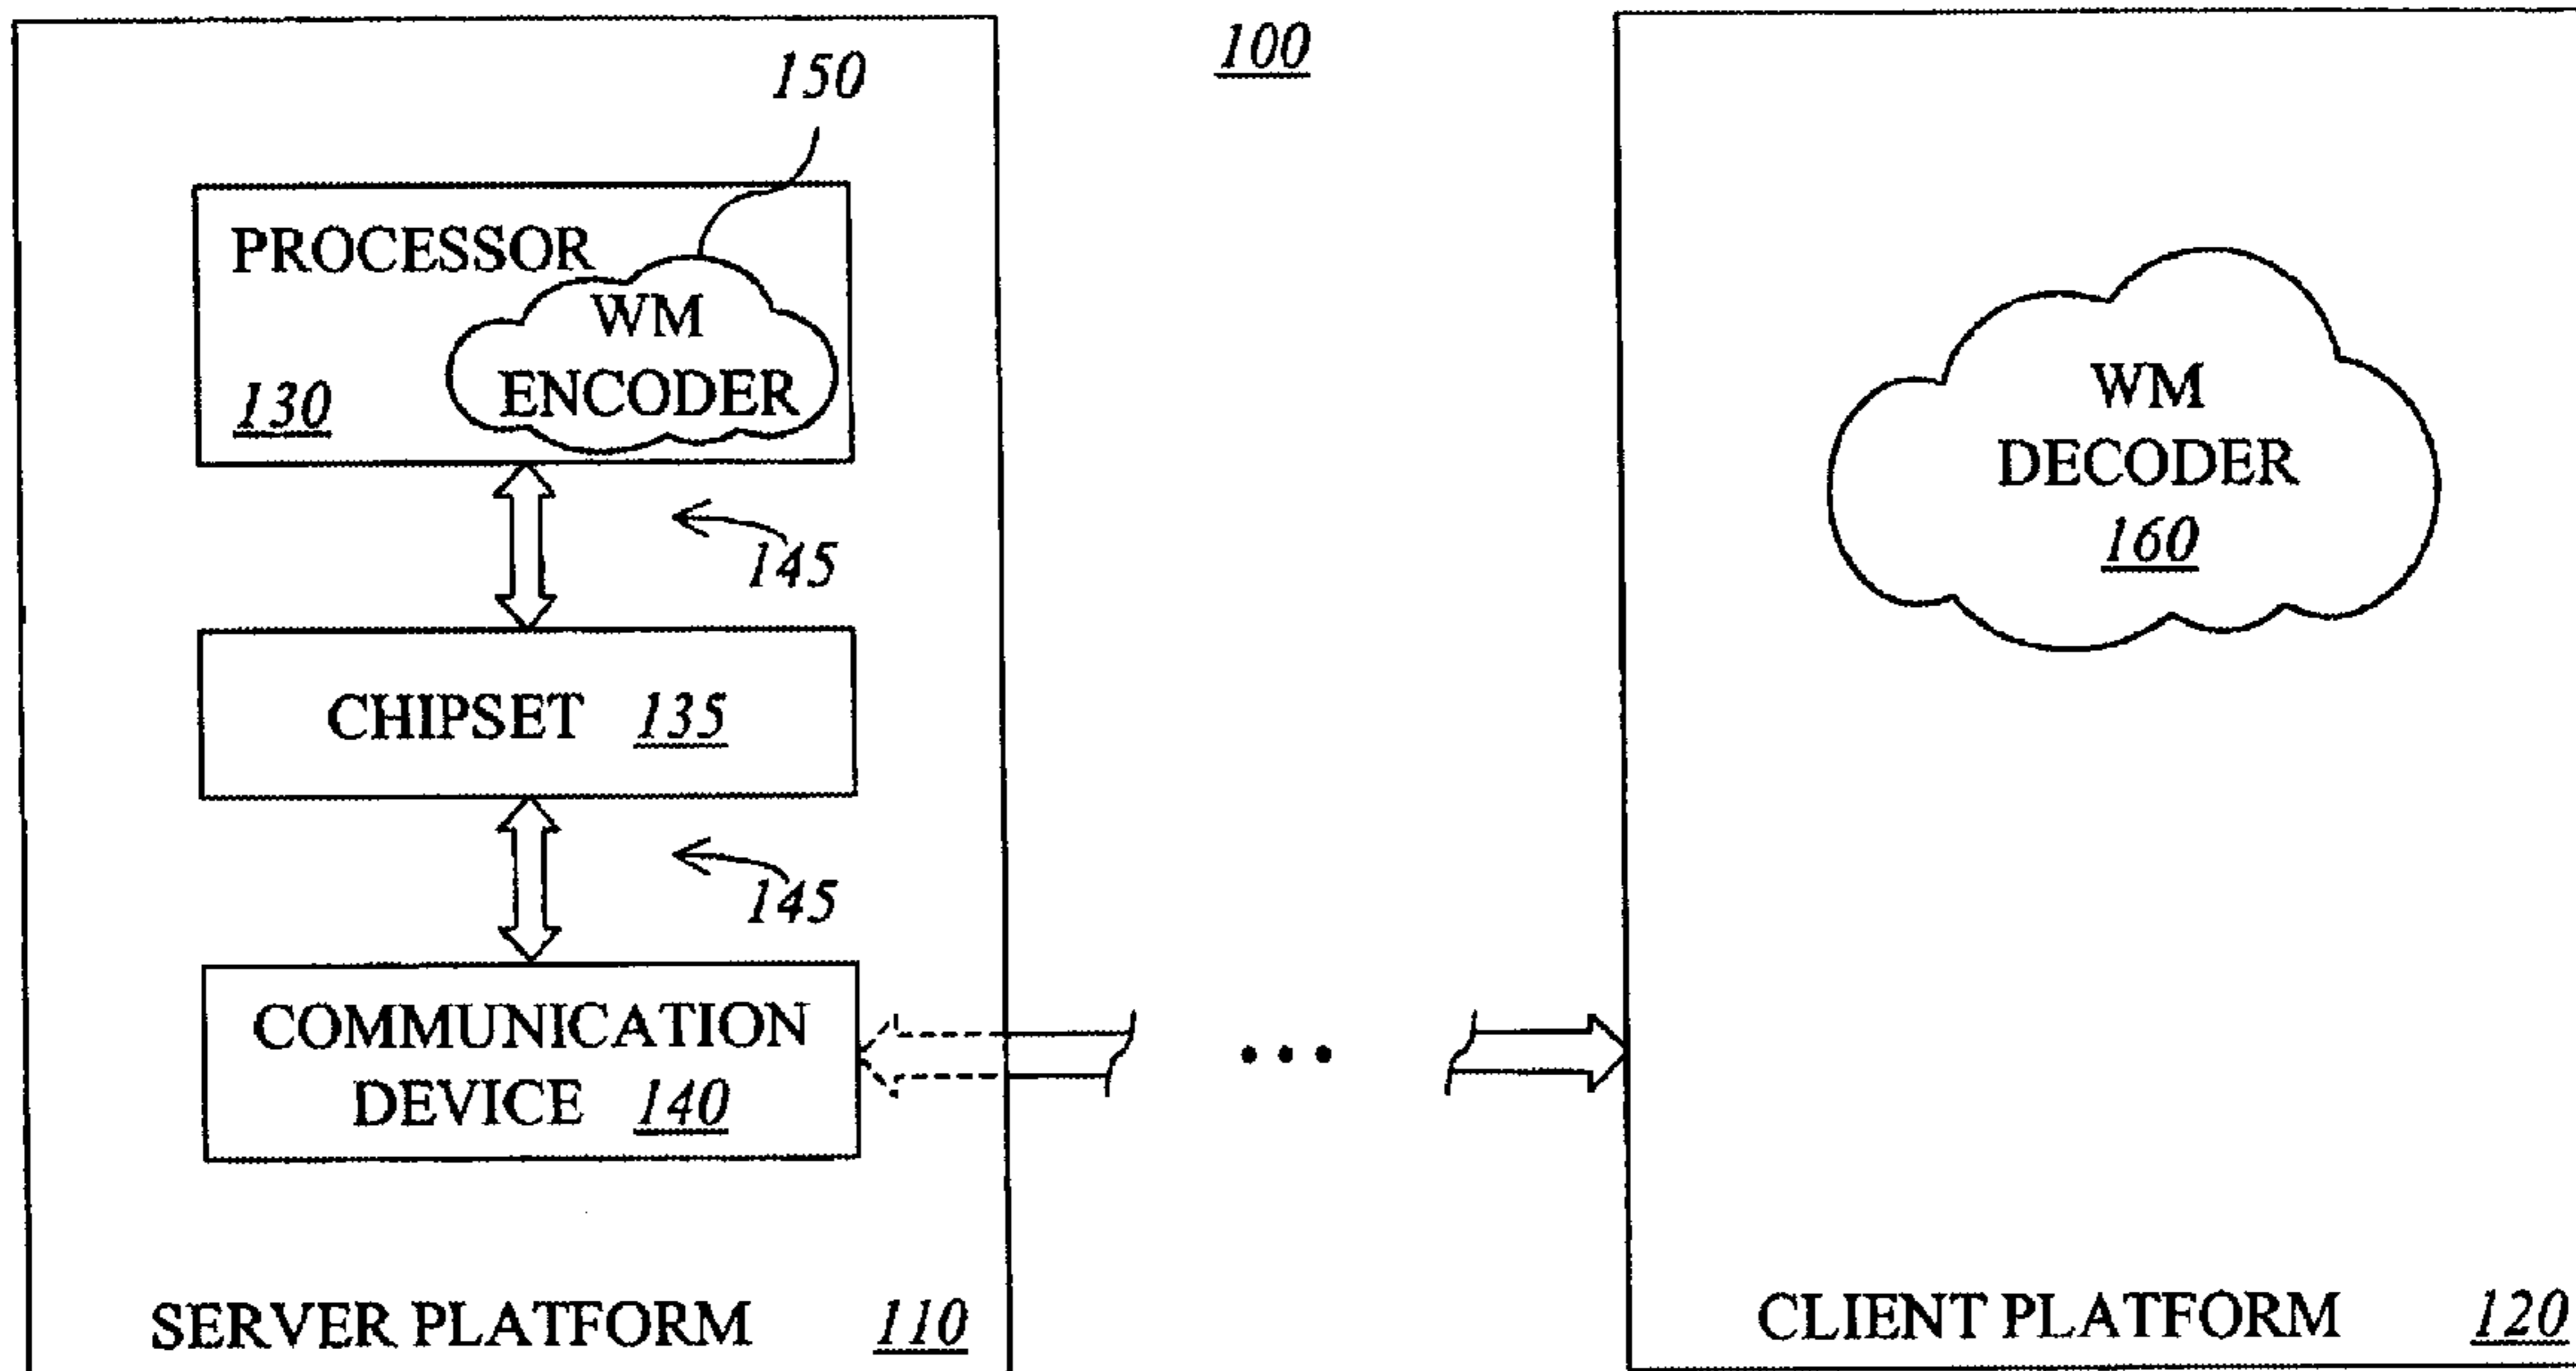 100
150
PROCESSOR
130
WM
ENCODER
145
CHIPSET 135
145
COMMUNICATION
DEVICE 140
SERVER PLATFORM 110
WM
DECODER
160
CLIENT PLATFORM 120